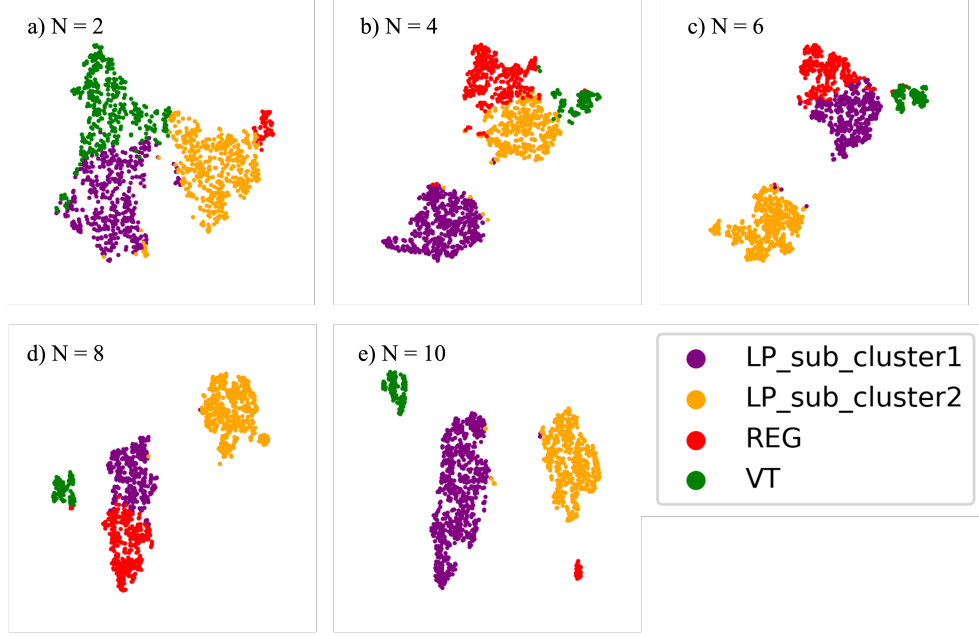 a) N = 2
b) N = 4
c) N = 6
d) N = 8
e) N = 10
LP_sub_cluster1
LP_sub_cluster2
REG
VT